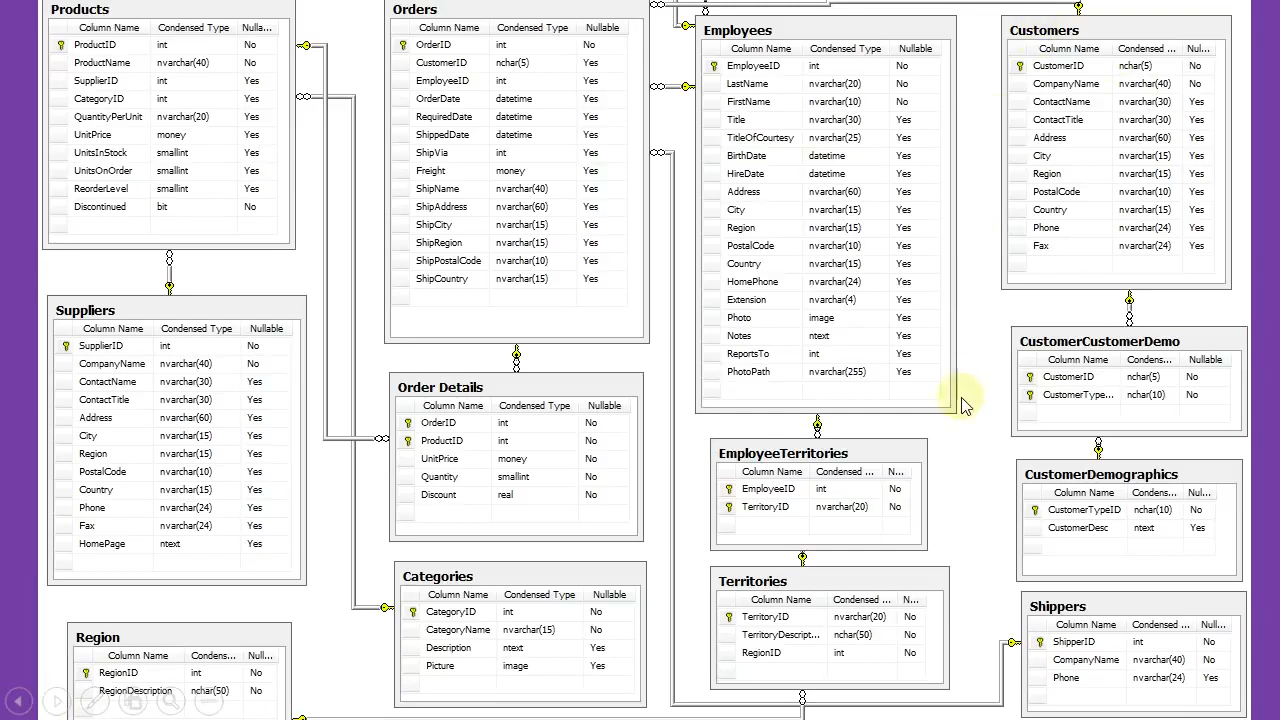 Products
Column Name Condensed Type Nulla...
ProductID int No
ProductName nvarchar(40) No
SupplierID int Yes
CategoryID int Yes
QuantityPerUnit nvarchar(20) Yes
UnitPrice money Yes
UnitsInStock smallint Yes
UnitsOnOrder smallint Yes
ReorderLevel smallint Yes
Discontinued bit No
Suppliers
Column Name Condensed Type Nullable
SupplierID int No
CompanyName nvarchar(40) No
ContactName nvarchar(30) Yes
ContactTitle nvarchar(30) Yes
Address nvarchar(60) Yes
City nvarchar(15) Yes
Region nvarchar(15) Yes
PostalCode nvarchar(10) Yes
Country nvarchar(15) Yes
Phone nvarchar(24) Yes
Fax nvarchar(24) Yes
HomePage ntext Yes
Region
Column Name Condens... Null...
RegionID int No
RegionDescription nchar(50) No
Orders
Column Name Condensed Type Nullable
OrderID int No
CustomerID nchar(5) Yes
EmployeeID int Yes
OrderDate datetime Yes
RequiredDate datetime Yes
ShippedDate datetime Yes
ShipVia int Yes
Freight money Yes
ShipName nvarchar(40) Yes
ShipAddress nvarchar(60) Yes
ShipCity nvarchar(15) Yes
ShipRegion nvarchar(15) Yes
ShipPostalCode nvarchar(10) Yes
ShipCountry nvarchar(15) Yes
Order Details
Column Name Condensed Type Nullable
OrderID int No
ProductID int No
UnitPrice money No
Quantity smallint No
Discount real No
Categories
Column Name Condensed Type Nullable
CategoryID int No
CategoryName nvarchar(15) No
Description ntext Yes
Picture image Yes
Employees
Column Name Condensed Type Nullable
EmployeeID int No
LastName nvarchar(20) No
FirstName nvarchar(10) No
Title nvarchar(30) Yes
TitleOfCourtesy nvarchar(25) Yes
BirthDate datetime Yes
HireDate datetime Yes
Address nvarchar(60) Yes
City nvarchar(15) Yes
Region nvarchar(15) Yes
PostalCode nvarchar(10) Yes
Country nvarchar(15) Yes
HomePhone nvarchar(24) Yes
Extension nvarchar(4) Yes
Photo image Yes
Notes ntext Yes
ReportsTo int Yes
PhotoPath nvarchar(255) Yes
EmployeeTerritories
Column Name Condensed ... N...
EmployeeID int No
TerritoryID nvarchar(20) No
Territories
Column Name Condensed ... N...
TerritoryID nvarchar(20) No
TerritoryDescript... nchar(50) No
RegionID int No
Customers
Column Name Condensed ... Nul...
CustomerID nchar(5) No
CompanyName nvarchar(40) No
ContactName nvarchar(30) Yes
ContactTitle nvarchar(30) Yes
Address nvarchar(60) Yes
City nvarchar(15) Yes
Region nvarchar(15) Yes
PostalCode nvarchar(10) Yes
Country nvarchar(15) Yes
Phone nvarchar(24) Yes
Fax nvarchar(24) Yes
CustomerCustomerDemo
Column Name Condens... Nullable
CustomerID nchar(5) No
CustomerType... nchar(10) No
CustomerDemographics
Column Name Condens... Nul...
CustomerTypeID nchar(10) No
CustomerDesc ntext Yes
Shippers
Column Name Condens... Null...
ShipperID int No
CompanyName nvarchar(40) No
Phone nvarchar(24) Yes